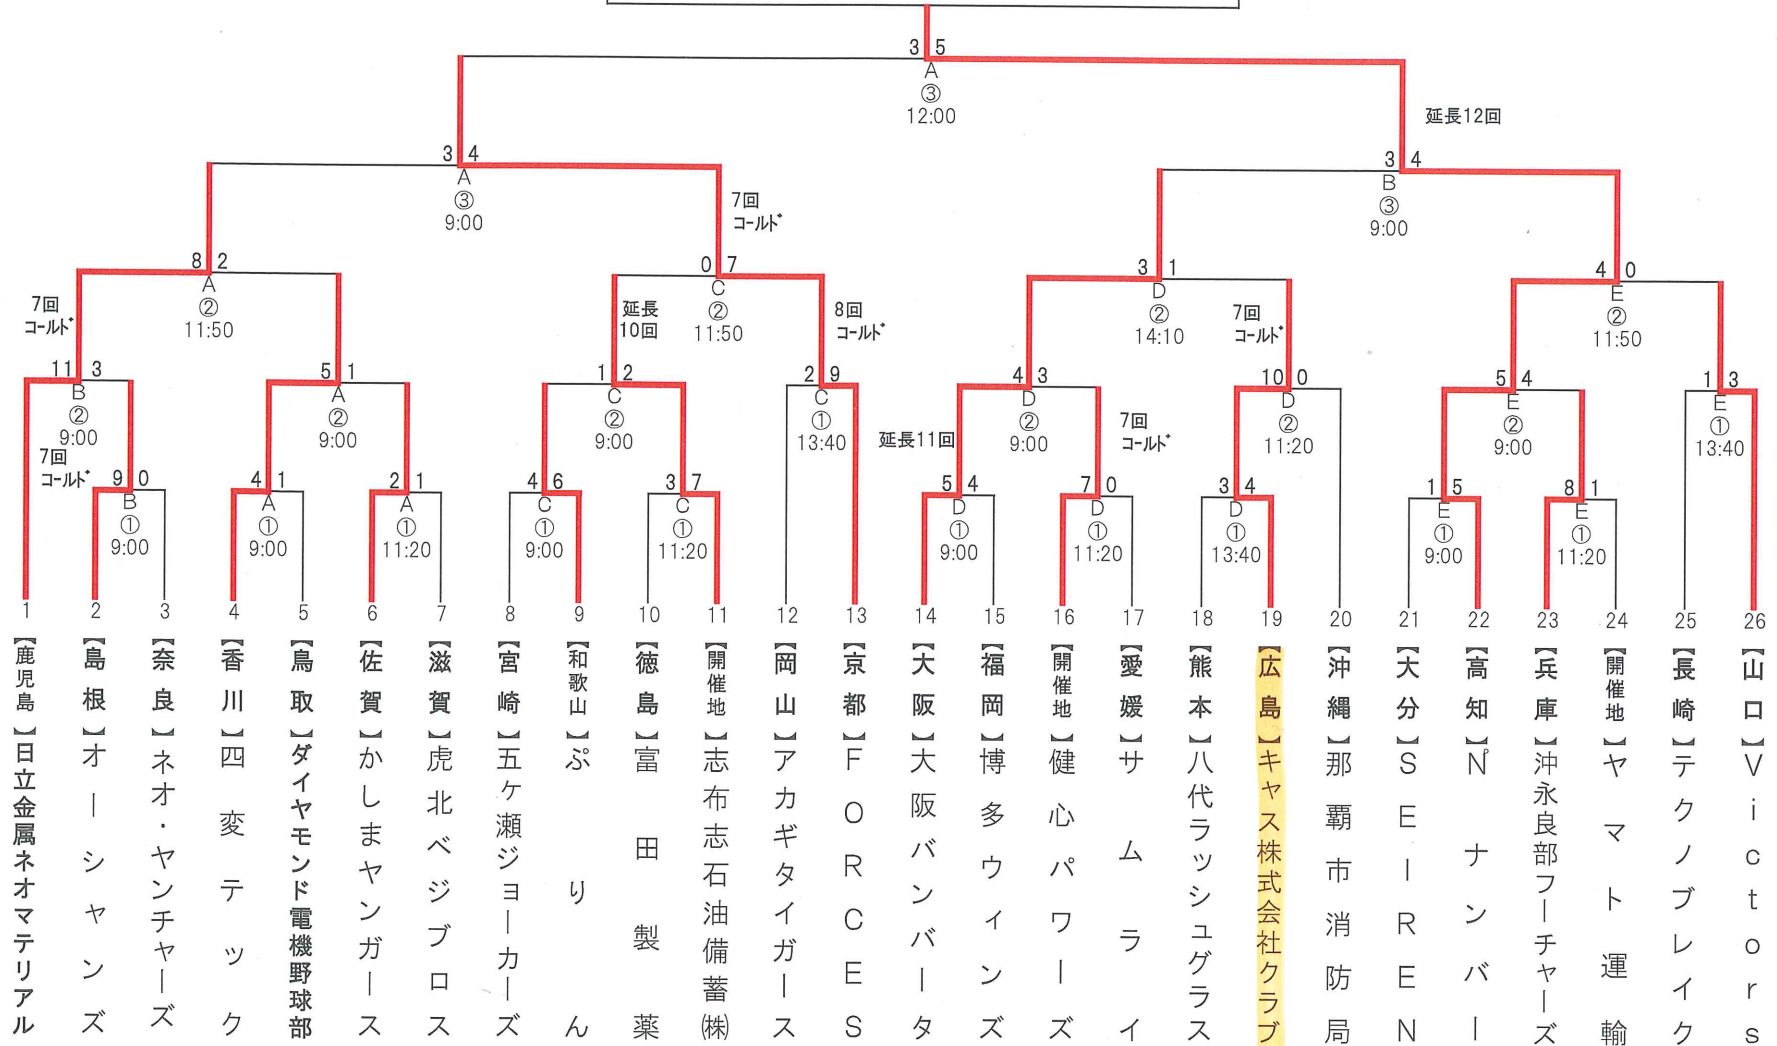 3 5
A
③
12:00
延長12回
3 4
A
③
9:00
7回
コールド
3 4
B
③
9:00
8 2
A
②
11:50
7回
コールド
0 7
C
②
11:50
延長
10回
8回
コールド
3 1
D
②
14:10
7回
コールド
4 0
E
②
11:50
11 3
B
②
9:00
7回
コールド
5 1
A
②
9:00
1 2
C
②
9:00
2 9
C
①
13:40
4 3
D
②
9:00
延長11回
7回
コールド
10 0
D
②
11:20
5 4
E
②
9:00
1 3
E
①
13:40
9 0
B
①
9:00
4 1
A
①
9:00
2 1
A
①
11:20
4 6
C
①
9:00
3 7
C
①
11:20
5 4
D
①
9:00
7 0
D
①
11:20
3 4
D
①
13:40
1 5
E
①
9:00
8 1
E
①
11:20
1
【鹿児島】日立金属ネオマテリアル
2
【島根】オーシャンズ
3
【奈良】ネオ・ヤンチャーズ
4
【香川】四変テック
5
【鳥取】ダイヤモンド電機野球部
6
【佐賀】かしまヤンガース
7
【滋賀】虎北ベジブロス
8
【宮崎】五ケ瀬ジョーカーズ
9
【和歌山】ぷりん
10
【徳島】富田製薬
11
【開催地】志布志石油備蓄㈱
12
【岡山】アカギタイガース
13
【京都】FORCES
14
【大阪】大阪バンバータ
15
【福岡】博多ウィンズ
16
【開催地】健心パワーズ
17
【愛媛】サムライ
18
【熊本】八代ラッシュグラス
19
【広島】キャス株式会社クラブ
20
【沖縄】那覇市消防局
21
【大分】SEIREN
22
【高知】N゜ナンバー
23
【兵庫】沖永良部フーチャーズ
24
【開催地】ヤマト運輸
25
【長崎】テクノブレイク
26
【山口】Victors